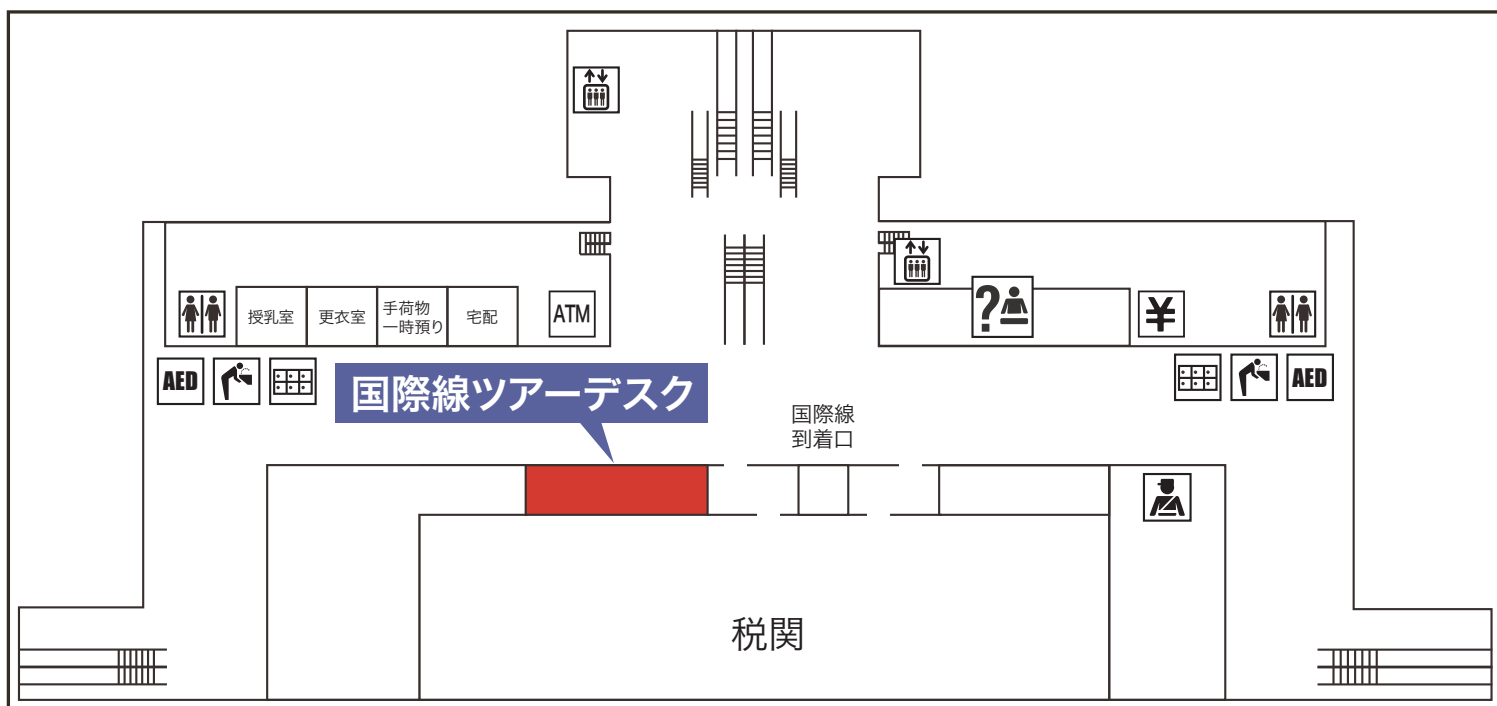 授乳室
更衣室
手荷物
一時預り
宅配
ATM
?
¥
AED
国際線ツアーデスク
AED
国際線
到着口
税関